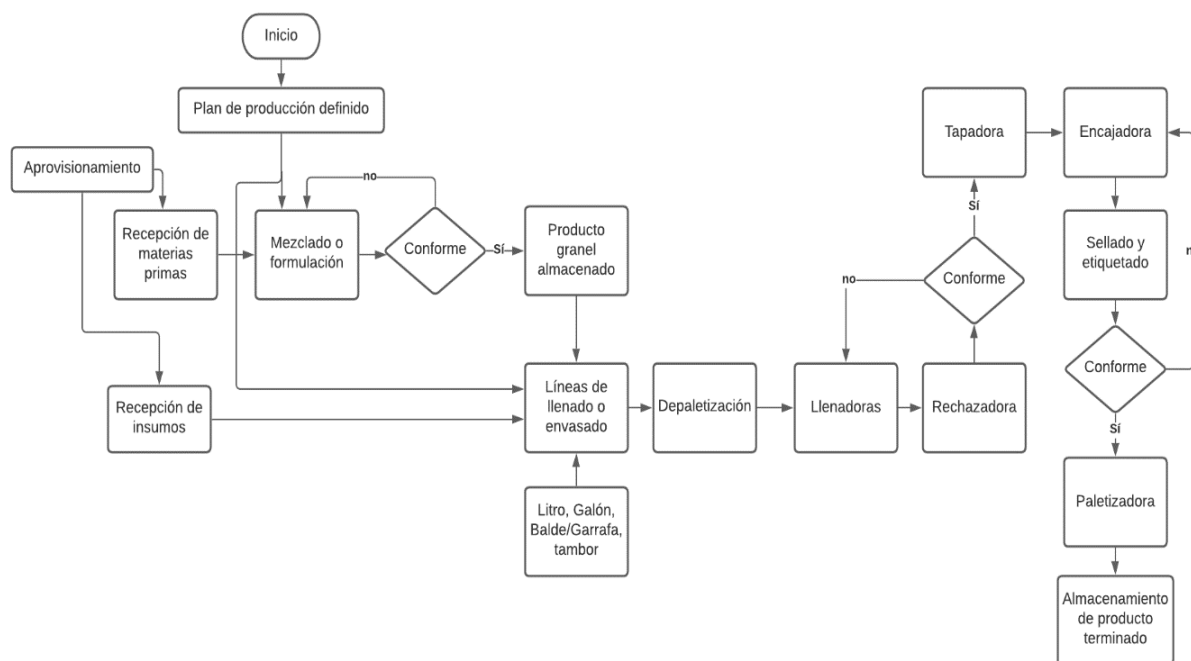 Inicio
Plan de producción definido
Aprovisionamiento
Recepción de
materias
primas
Mezclado o
formulación
no
Conforme
Sí
Producto
granel
almacenado
Recepción de
insumos
Líneas de
llenado o
envasado
Litro, Galón,
Balde/Garrafa,
tambor
Depaletización
Llenadoras
Rechazadora
no
Conforme
Sí
Tapadora
Encajadora
Sellado y
etiquetado
Conforme
n
Sí
Paletizadora
Almacenamiento
de producto
terminado